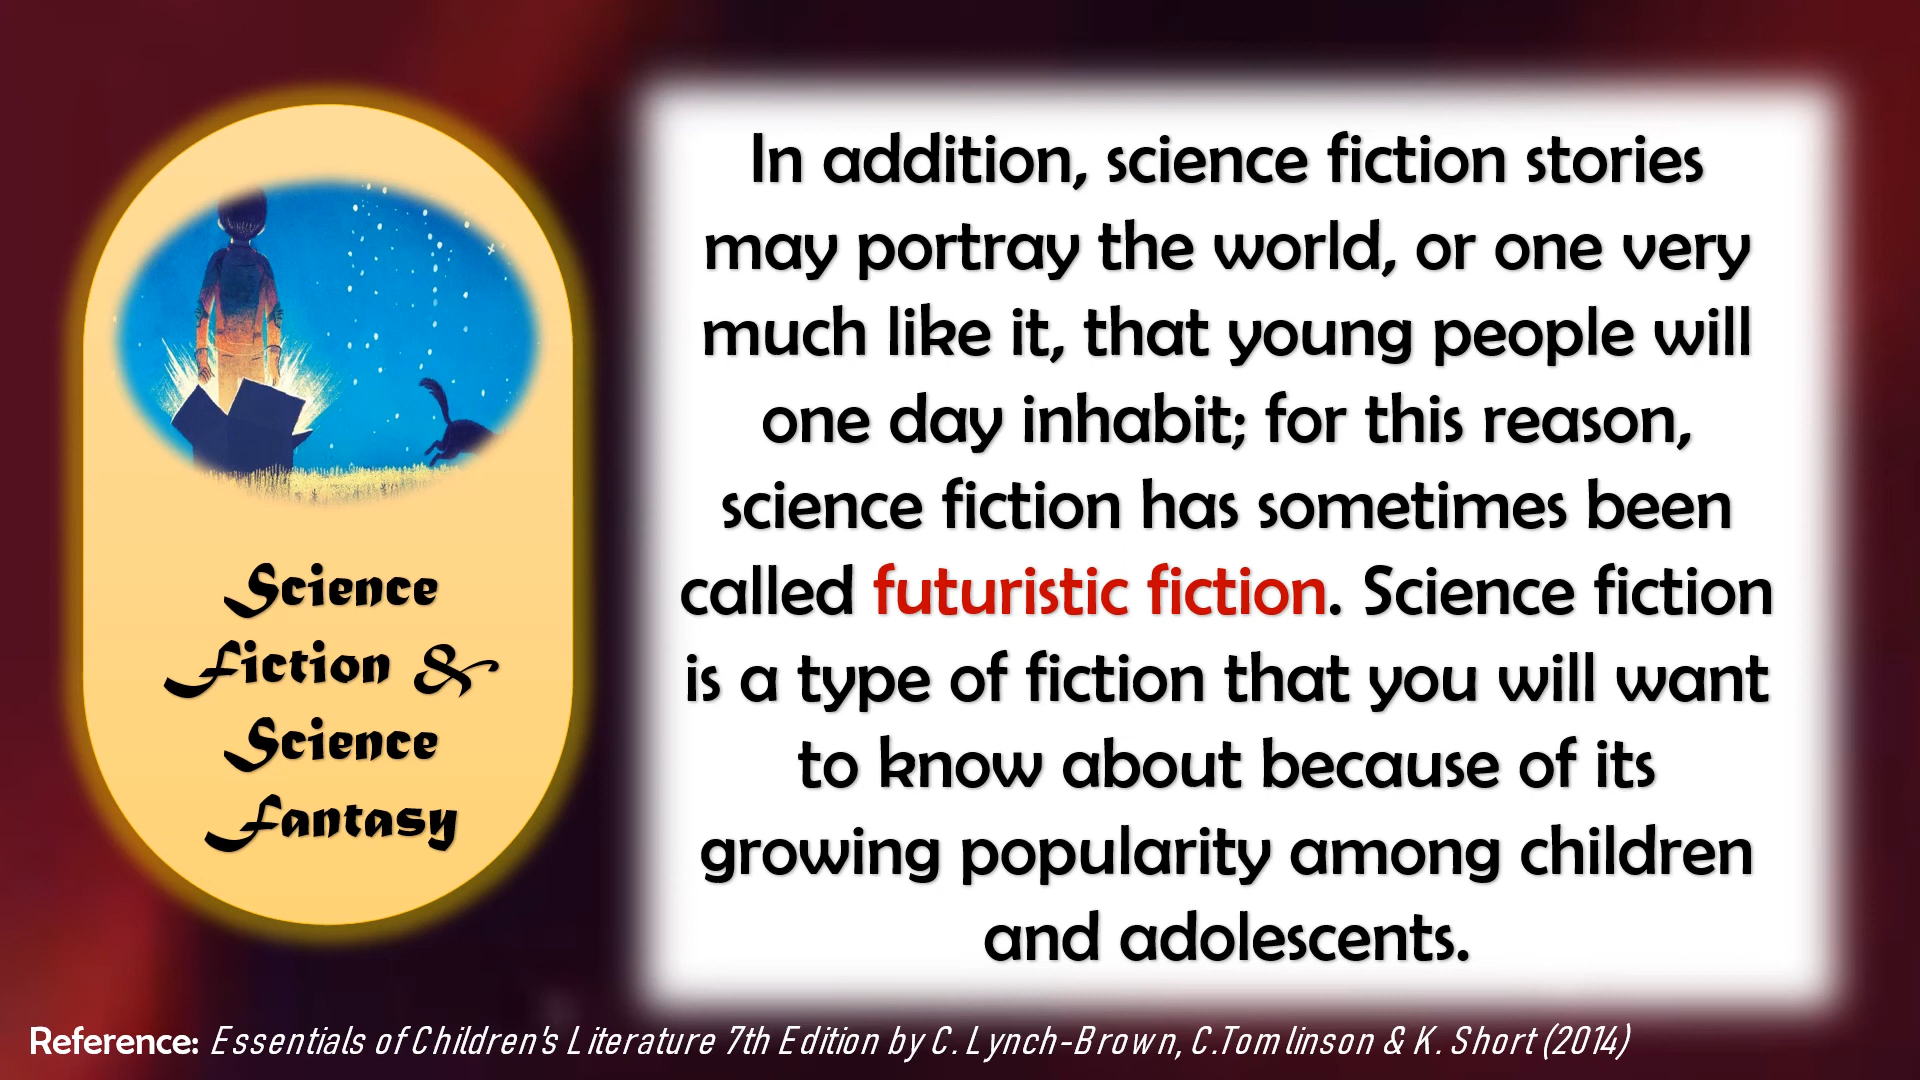 Science
Fiction &
Science
Fantasy
In addition, science fiction stories
may portray the world, or one very
much like it, that young people will
one day inhabit; for this reason,
science fiction has sometimes been
called futuristic fiction. Science fiction
is a type of fiction that you will want
to know about because of its
growing popularity among children
and adolescents.
Reference: Essentials of Children's Literature 7th Edition by C. Lynch-Brown, C.Tomlinson & K. Short (2014)